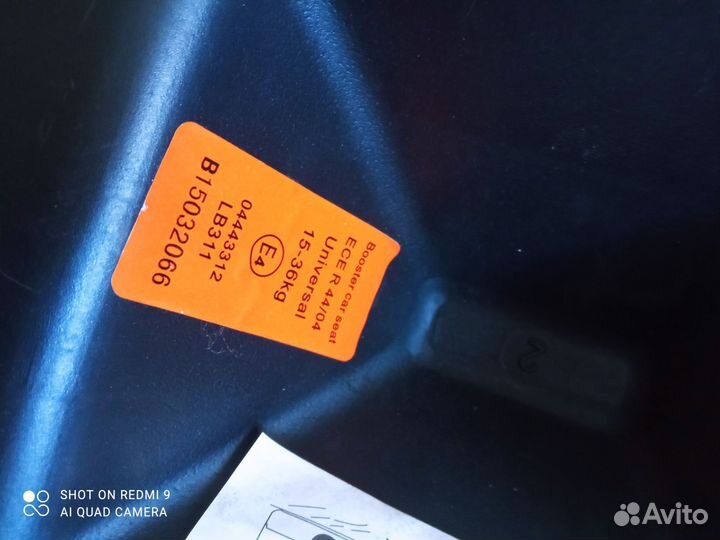 Booster car seat
ECE R 44/04
Universal
15-36kg
E4
04443312
LB311
B15032066
2
SHOT ON REDMI 9
AI QUAD CAMERA
Avito